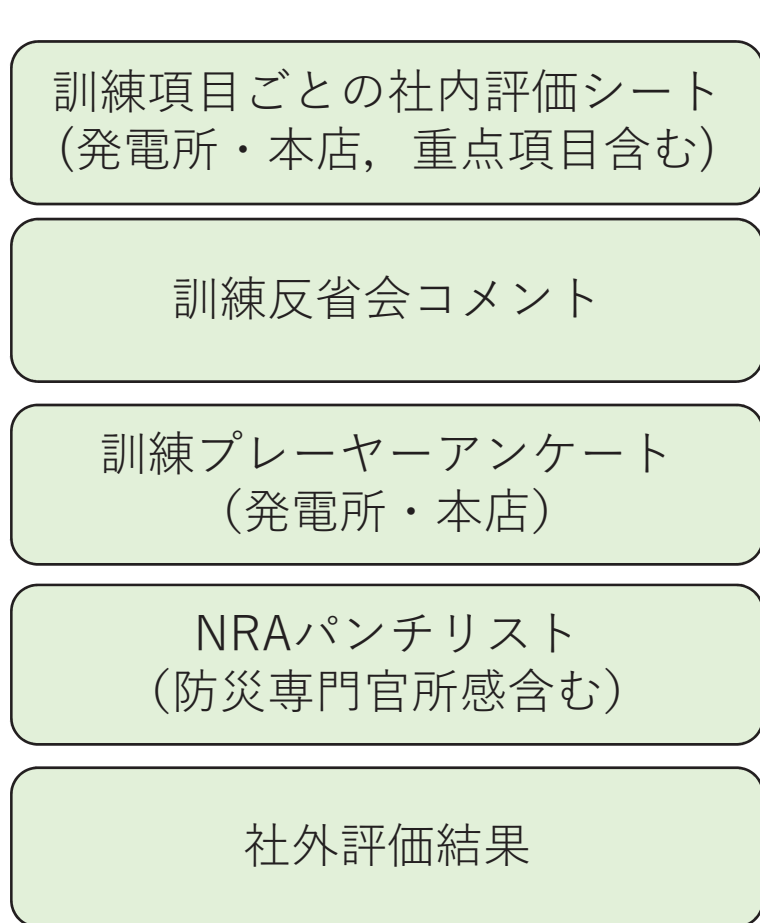 訓練項目ごとの社内評価シート
(発電所・本店，重点項目含む)
訓練反省会コメント
訓練プレーヤーアンケート
(発電所・本店)
NRAパンチリスト
(防災専門官所感含む)
社外評価結果